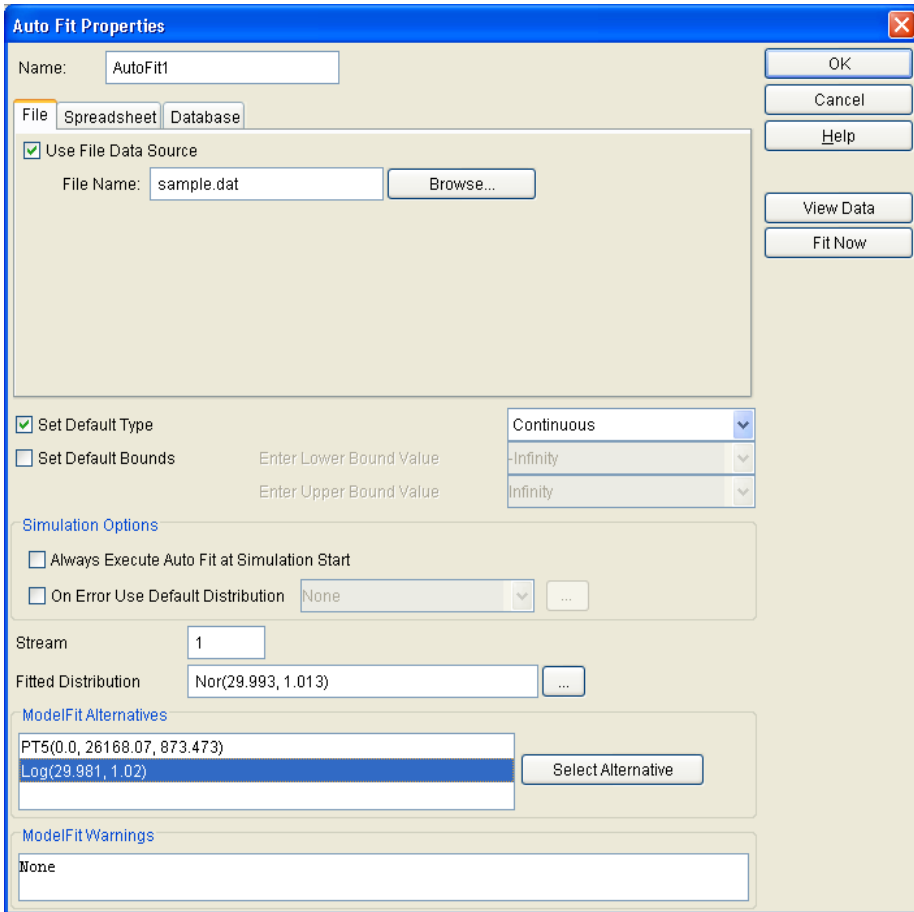 Auto Fit Properties
Name: AutoFit1
OK
Cancel
Help
File Spreadsheet Database
Use File Data Source
File Name: sample.dat Browse...
View Data
Fit Now
Set Default Type Continuous
Set Default Bounds Enter Lower Bound Value -Infinity
Enter Upper Bound Value Infinity
Simulation Options
Always Execute Auto Fit at Simulation Start
On Error Use Default Distribution None ...
Stream 1
Fitted Distribution Nor(29.993, 1.013) ...
ModelFit Alternatives
PT5(0.0, 26168.07, 873.473)
Log(29.981, 1.02) Select Alternative
ModelFit Warnings
None